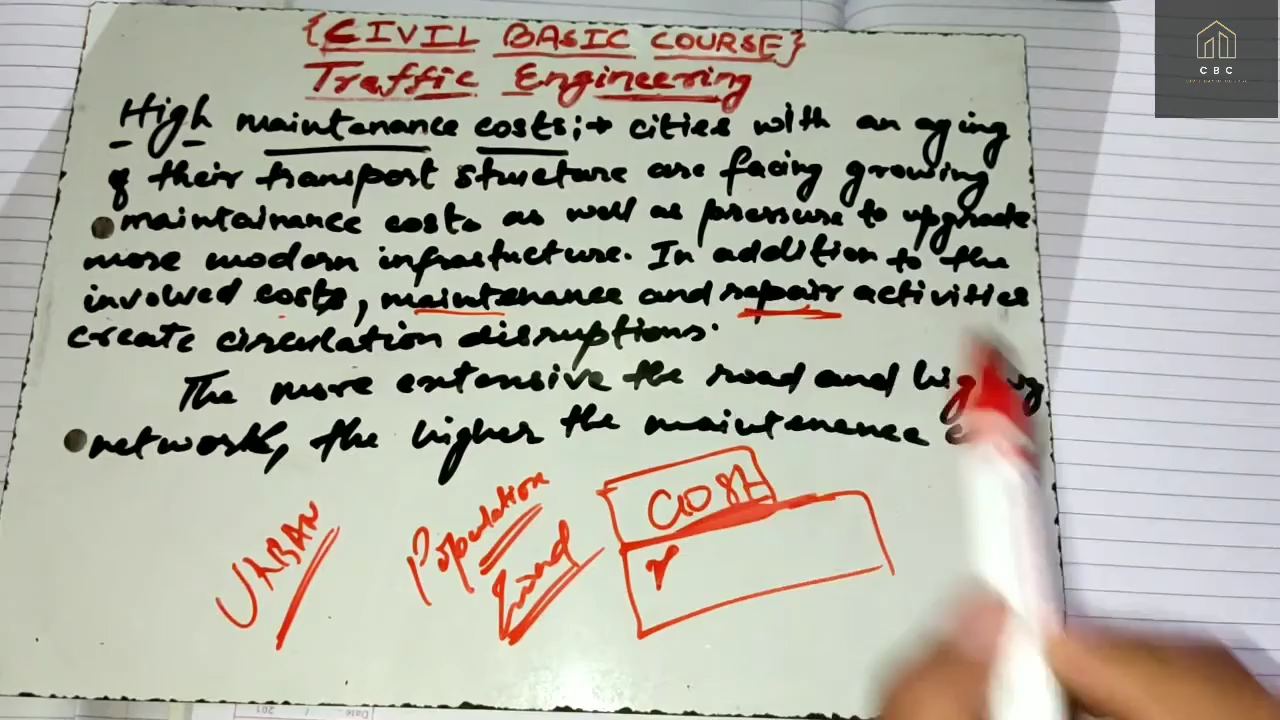 {CIVIL BASIC COURSE}
Traffic Engineering
High maintenance costs:→ cities with an aging
of their transport structure are facing growing
maintainance costs as well as pressure to upgrade
more modern infrastucture. In addition to the
involved costs, maintenance and repair activities
create circulation disruptions.
The more extensive the road and
network, the higher the maintenance
URBAN
Population
COST
r
CBC